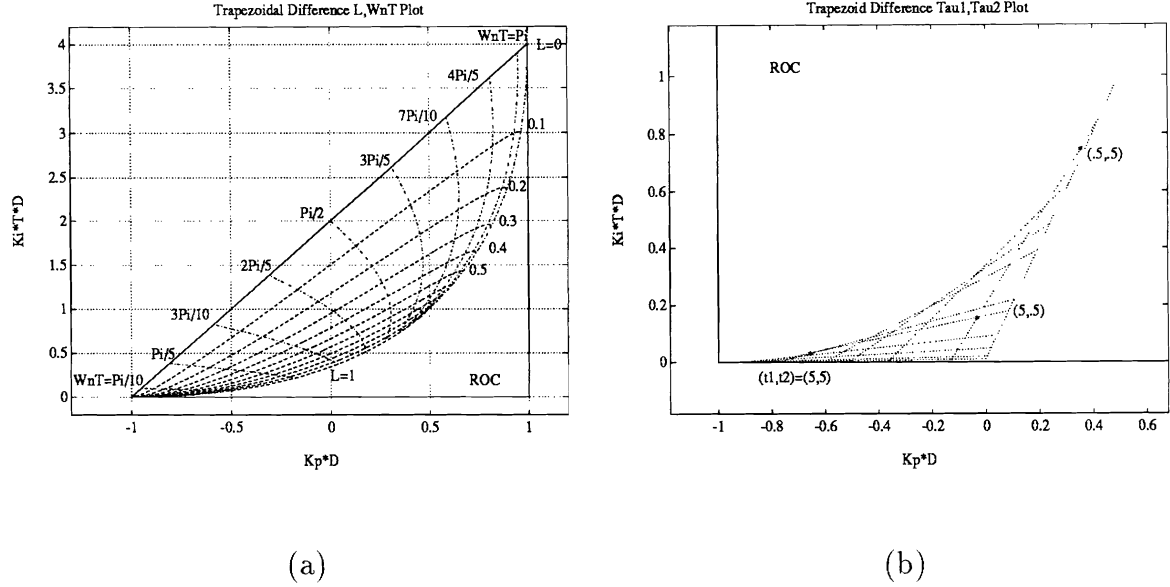 Trapezoidal Difference L,WnT Plot
4
3.5
3
2.5
2
1.5
1
0.5
0
Ki*T*D
WnT=Pi
L=0
4Pi/5
7Pi/10
0.1
3Pi/5
0.2
Pi/2
0.3
0.4
2Pi/5
0.5
3Pi/10
Pi/5
WnT=Pi/10
L=1
ROC
-1
-0.5
0
0.5
1
Kp*D
(a)
Trapezoid Difference Tau1,Tau2 Plot
ROC
1
0.8
0.6
0.4
0.2
0
Ki*T*D
(.5,.5)
(5,.5)
(t1,t2)=(5,5)
-1
-0.8
-0.6
-0.4
-0.2
0
0.2
0.4
0.6
Kp*D
(b)